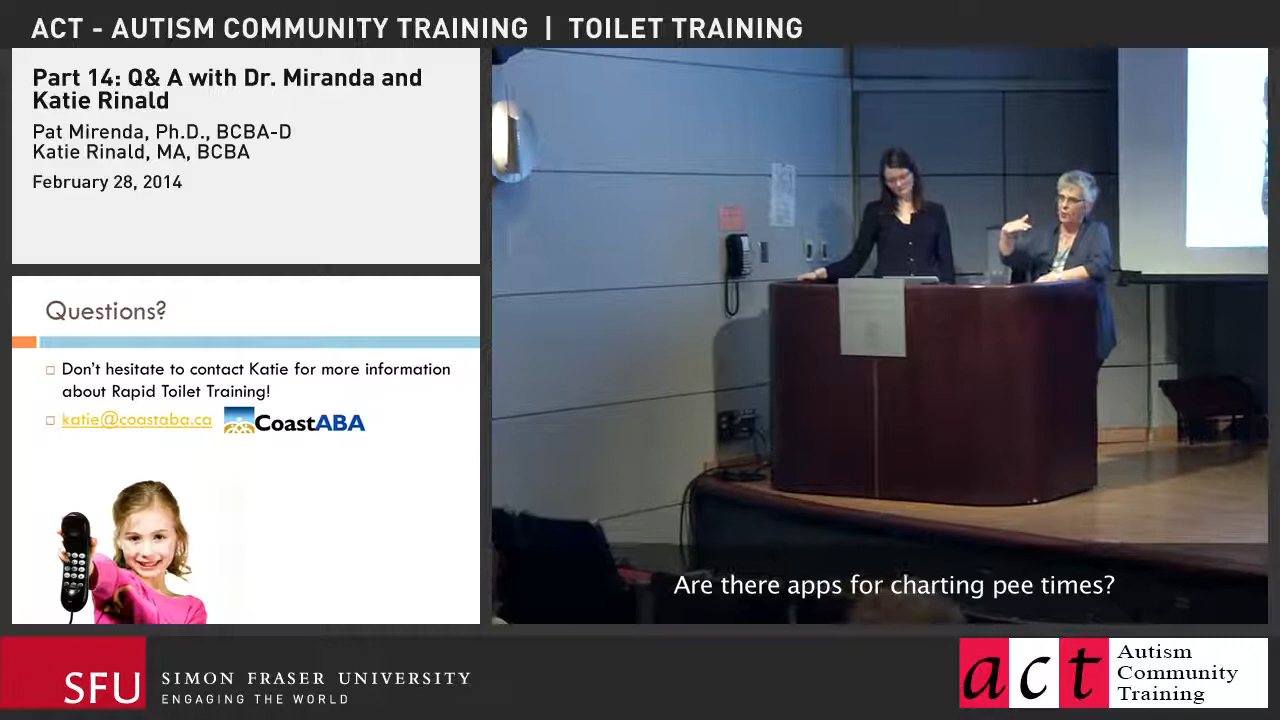 ACT - AUTISM COMMUNITY TRAINING | TOILET TRAINING
Part 14: Q& A with Dr. Miranda and
Katie Rinald
Pat Mirenda, Ph.D., BCBA-D
Katie Rinald, MA, BCBA
February 28, 2014
Questions?
Don't hesitate to contact Katie for more information
about Rapid Toilet Training!
katie@coastaba.ca CoastABA
Are there apps for charting pee times?
SFU SIMON FRASER UNIVERSITY
ENGAGING THE WORLD
act Autism
Community
Training